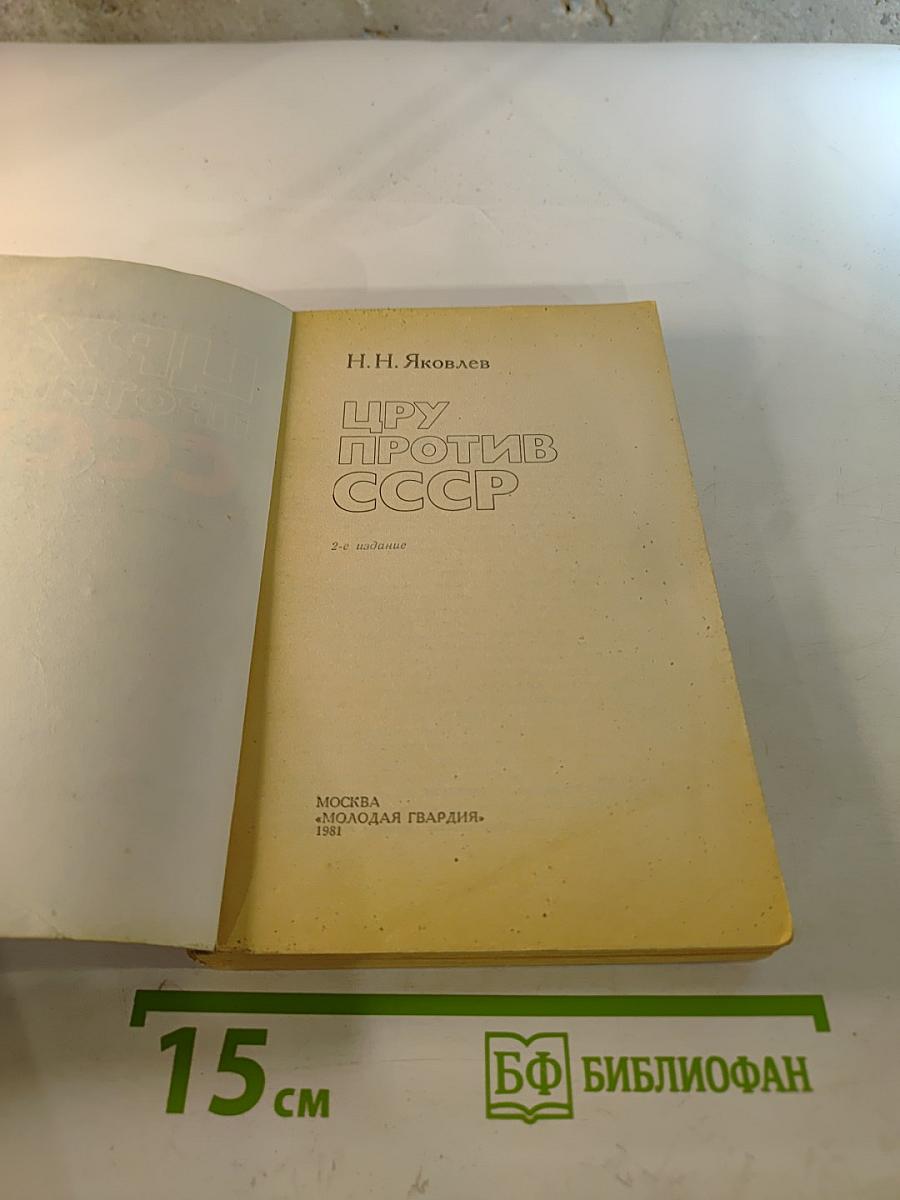 Н. Н. Яковлев
ЦРУ
ПРОТИВ
СССР
2-е издание
МОСКВА
«МОЛОДАЯ ГВАРДИЯ»
1981
15 см
БФ БИБЛИОФАН